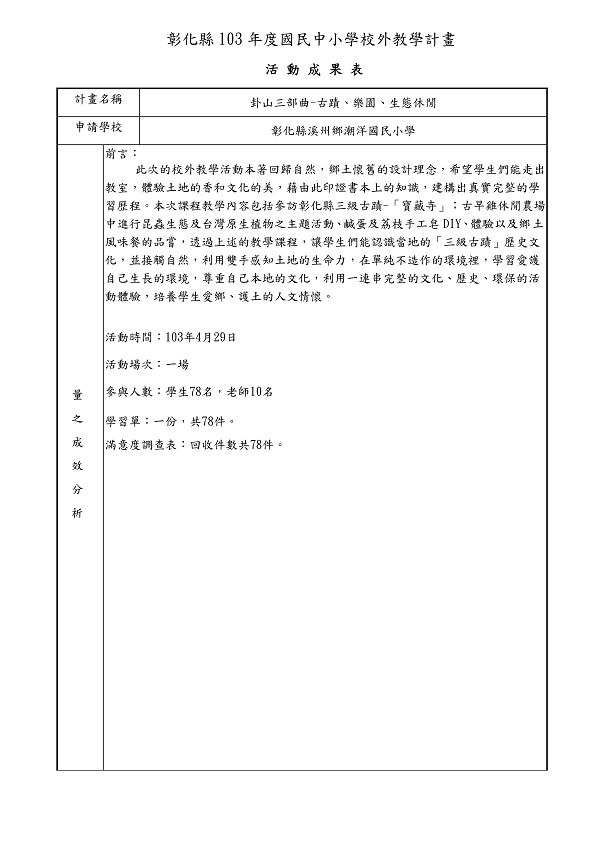 彰化縣 103 年度國民中小學校外教學計畫
活 動 成 果 表
計畫名稱
卦山三部曲-古蹟、樂園、生態休閒
申請學校
彰化縣溪州鄉潮洋國民小學
前言：
此次的校外教學活動本著回歸自然，鄉土懷舊的設計理念，希望學生們能走出
教室，體驗土地的香和文化的美，藉由此印證書本上的知識，建構出真實完整的學
習歷程。本次課程教學內容包括參訪彰化縣三級古蹟-「寶藏寺」；古早雞休閒農場
中進行昆蟲生態及台灣原生植物之主題活動、鹹蛋及荔枝手工皂 DIY、體驗以及鄉土
風味餐的品嘗，透過上述的教學課程，讓學生們能認識當地的「三級古蹟」歷史文
化，並接觸自然，利用雙手感知土地的生命力，在單純不造作的環境裡，學習愛護
自己生長的環境，尊重自己本地的文化，利用一連串完整的文化、歷史、環保的活
動體驗，培養學生愛鄉、護土的人文情懷。
活動時間：103年4月29日
活動場次：一場
參與人數：學生78名，老師10名
學習單：一份，共78件。
滿意度調查表：回收件數共78件。
量
之
成
效
分
析